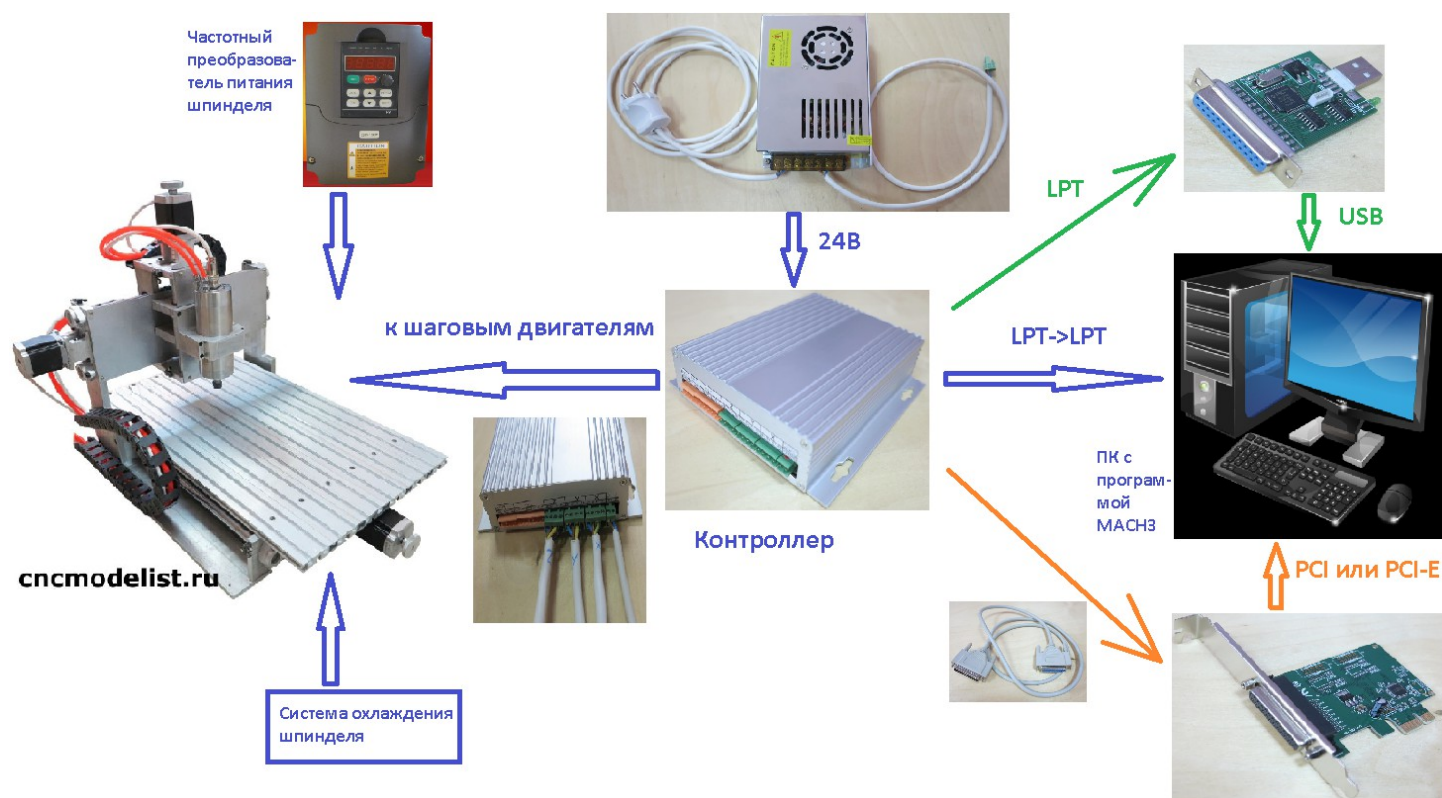 Частотный
преобразова-
тель питания
шпинделя
LPT
USB
24В
к шаговым двигателям
LPT->LPT
ПК с
програм-
мой
MACH3
Контроллер
cncmodelist.ru
PCI или PCI-E
Система охлаждения
шпинделя